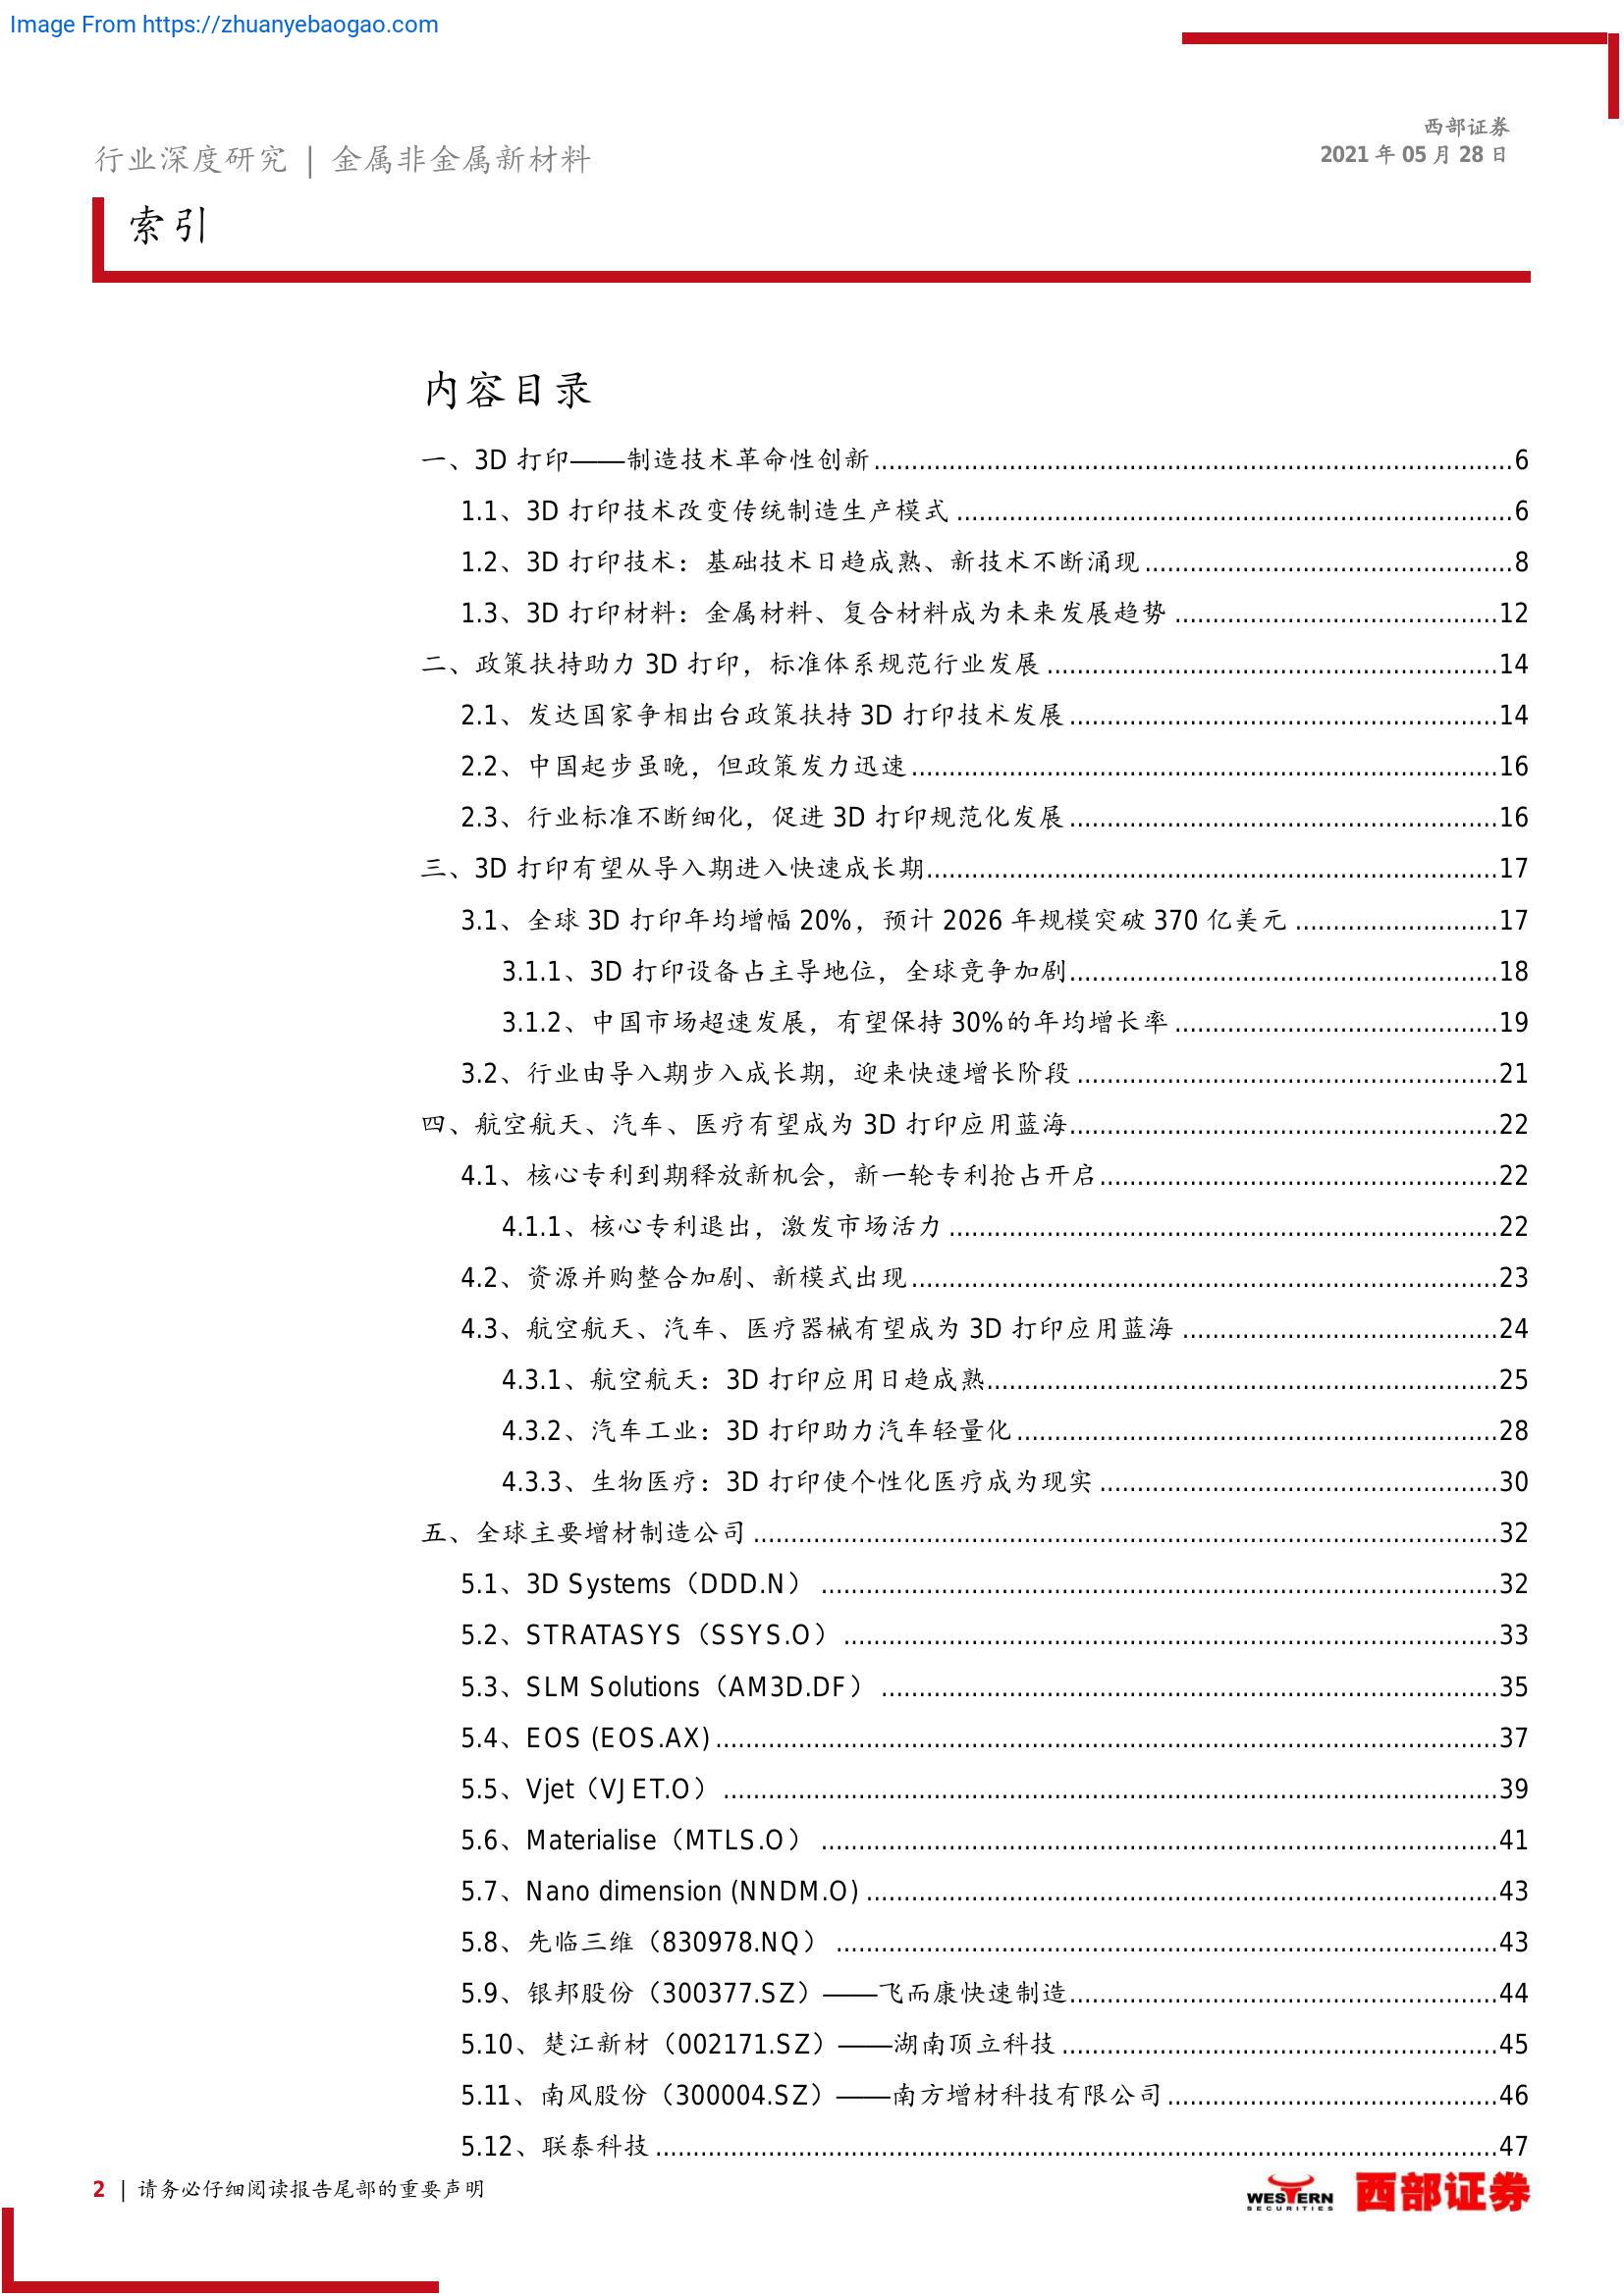 Image From https://zhuanyebaogao.com
西部证券
2021 年 05 月 28 日
行业深度研究 | 金属非金属新材料
索引
内容目录
一、3D 打印——制造技术革命性创新......6
1.1、3D 打印技术改变传统制造生产模式......6
1.2、3D 打印技术：基础技术日趋成熟、新技术不断涌现......8
1.3、3D 打印材料：金属材料、复合材料成为未来发展趋势......12
二、政策扶持助力 3D 打印，标准体系规范行业发展......14
2.1、发达国家争相出台政策扶持 3D 打印技术发展......14
2.2、中国起步虽晚，但政策发力迅速......16
2.3、行业标准不断细化，促进 3D 打印规范化发展......16
三、3D 打印有望从导入期进入快速成长期......17
3.1、全球 3D 打印年均增幅 20%，预计 2026 年规模突破 370 亿美元......17
3.1.1、3D 打印设备占主导地位，全球竞争加剧......18
3.1.2、中国市场超速发展，有望保持 30%的年均增长率......19
3.2、行业由导入期步入成长期，迎来快速增长阶段......21
四、航空航天、汽车、医疗有望成为 3D 打印应用蓝海......22
4.1、核心专利到期释放新机会，新一轮专利抢占开启......22
4.1.1、核心专利退出，激发市场活力......22
4.2、资源并购整合加剧、新模式出现......23
4.3、航空航天、汽车、医疗器械有望成为 3D 打印应用蓝海......24
4.3.1、航空航天：3D 打印应用日趋成熟......25
4.3.2、汽车工业：3D 打印助力汽车轻量化......28
4.3.3、生物医疗：3D 打印使个性化医疗成为现实......30
五、全球主要增材制造公司......32
5.1、3D Systems（DDD.N）......32
5.2、STRATASYS（SSYS.O）......33
5.3、SLM Solutions（AM3D.DF）......35
5.4、EOS (EOS.AX)......37
5.5、Vjet（VJET.O）......39
5.6、Materialise（MTLS.O）......41
5.7、Nano dimension (NNDM.O)......43
5.8、先临三维（830978.NQ）......43
5.9、银邦股份（300377.SZ）——飞而康快速制造......44
5.10、楚江新材（002171.SZ）——湖南顶立科技......45
5.11、南风股份（300004.SZ）——南方增材科技有限公司......46
5.12、联泰科技......47
2 | 请务必仔细阅读报告尾部的重要声明
WESTERN SECURITIES 西部证券